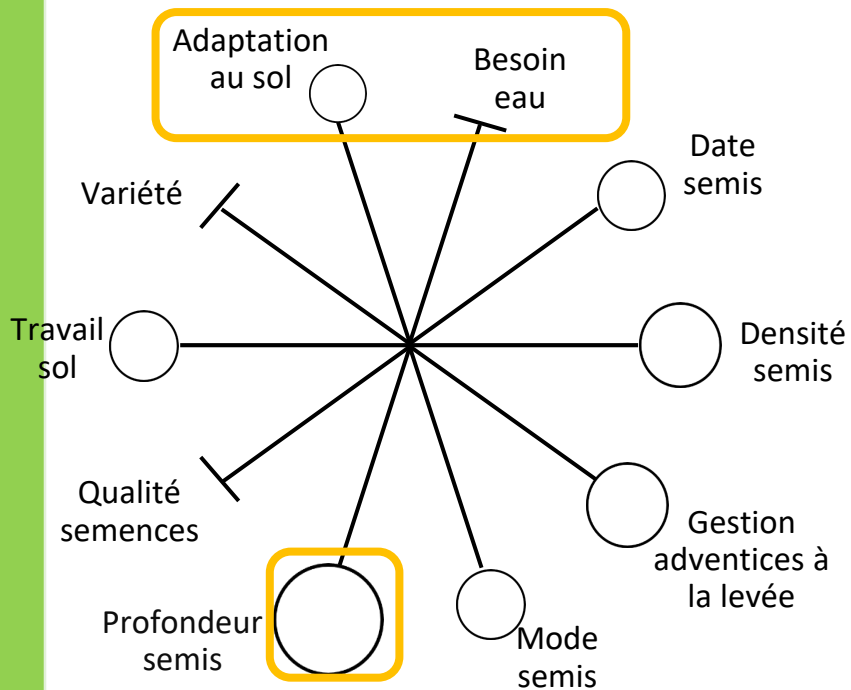 Adaptation
au sol
Besoin
eau
Date
semis
Variété
Travail
sol
Densité
semis
Qualité
semences
Gestion
adventices à
la levée
Profondeur
semis
Mode
semis